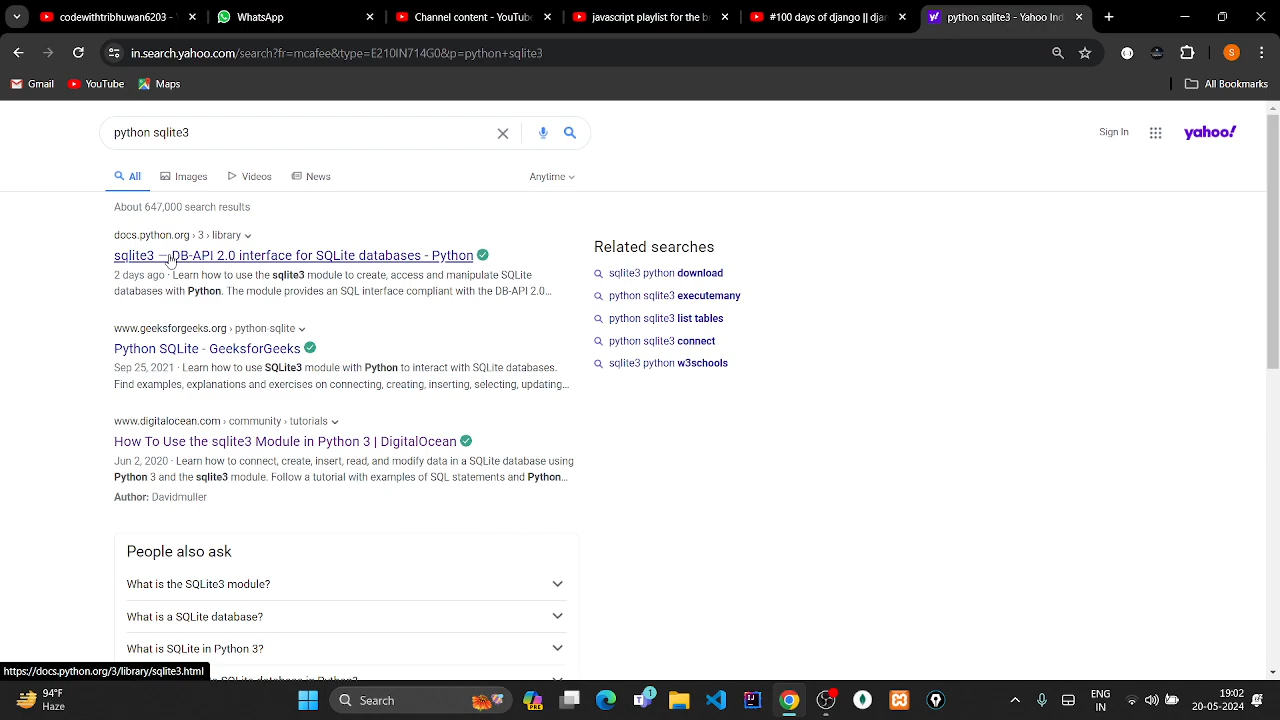 codewithtribhuwan6203 -
WhatsApp
Channel content - YouTube
javascript playlist for the ba
#100 days of django || djan
python sqlite3 - Yahoo Ind
in.search.yahoo.com/search?fr=mcafee&type=E210IN714G0&p=python+sqlite3
S
Gmail
YouTube
Maps
All Bookmarks
python sqlite3
Sign In
yahoo!
All
Images
Videos
News
Anytime
About 647,000 search results
docs.python.org › 3 › library
sqlite3 — DB-API 2.0 interface for SQLite databases - Python
2 days ago · Learn how to use the sqlite3 module to create, access and manipulate SQLite
databases with Python. The module provides an SQL interface compliant with the DB-API 2.0...
www.geeksforgeeks.org › python-sqlite
Python SQLite - GeeksforGeeks
Sep 25, 2021 · Learn how to use SQLite3 module with Python to interact with SQLite databases.
Find examples, explanations and exercises on connecting, creating, inserting, selecting, updating...
www.digitalocean.com › community › tutorials
How To Use the sqlite3 Module in Python 3 | DigitalOcean
Jun 2, 2020 · Learn how to connect, create, insert, read, and modify data in a SQLite database using
Python 3 and the sqlite3 module. Follow a tutorial with examples of SQL statements and Python...
Author: Davidmuller
People also ask
What is the SQLite3 module?
What is a SQLite database?
What is SQLite in Python 3?
Related searches
sqlite3 python download
python sqlite3 executemany
python sqlite3 list tables
python sqlite3 connect
sqlite3 python w3schools
https://docs.python.org/3/library/sqlite3.html
94°F
Haze
Search
PRE
1
ENG
IN
19:02
20-05-2024